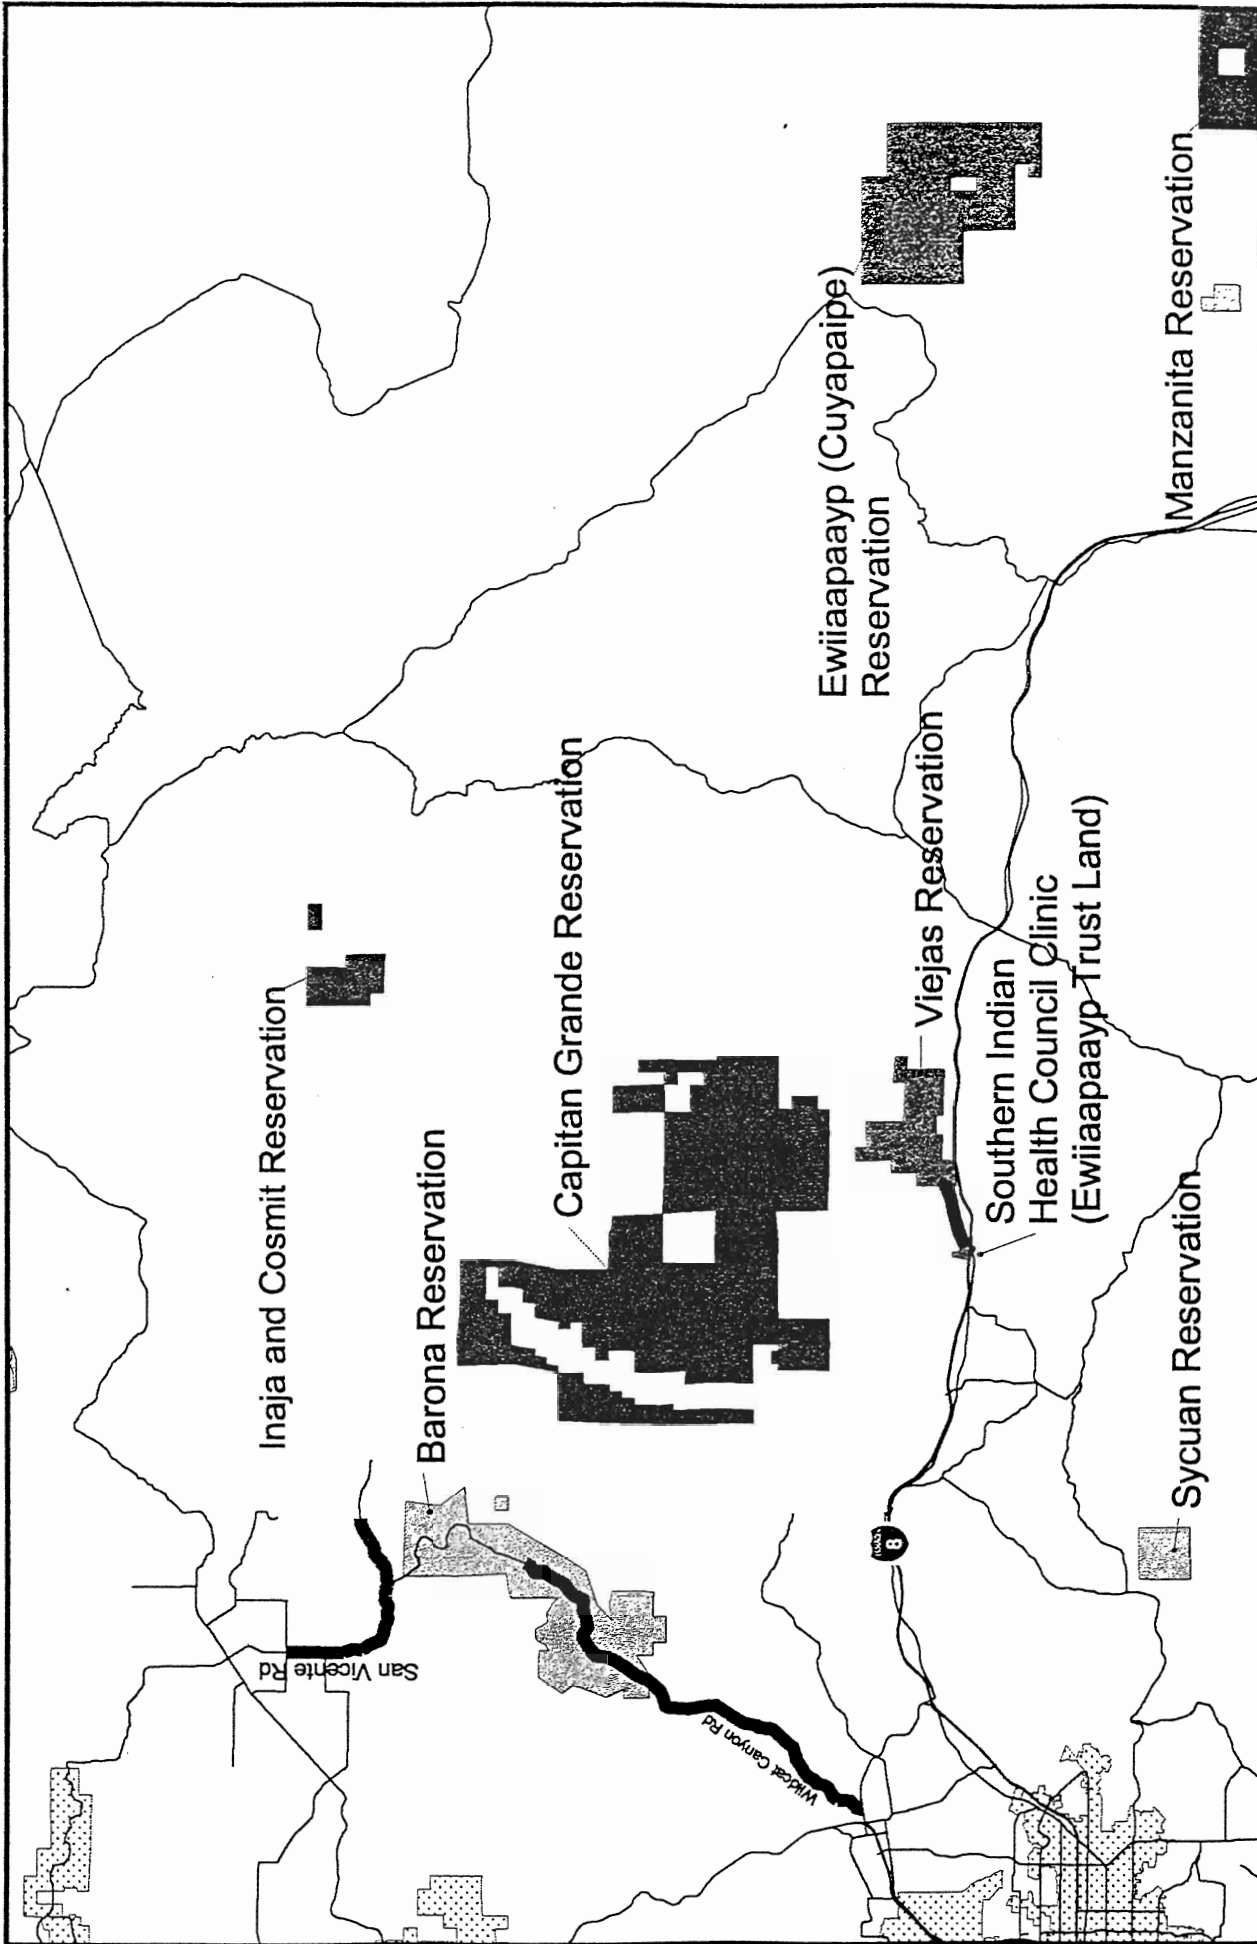 Inaja and Cosmit Reservation
Barona Reservation
Capitan Grande Reservation
Ewiiaapaayp (Cuyapaipe)
Reservation
Manzanita Reservation
Viejas Reservation
Southern Indian
Health Council Clinic
(Ewiiaapaayp Trust Land)
Sycuan Reservation
San Vicente Rd
Wildcat Canyon Rd
8